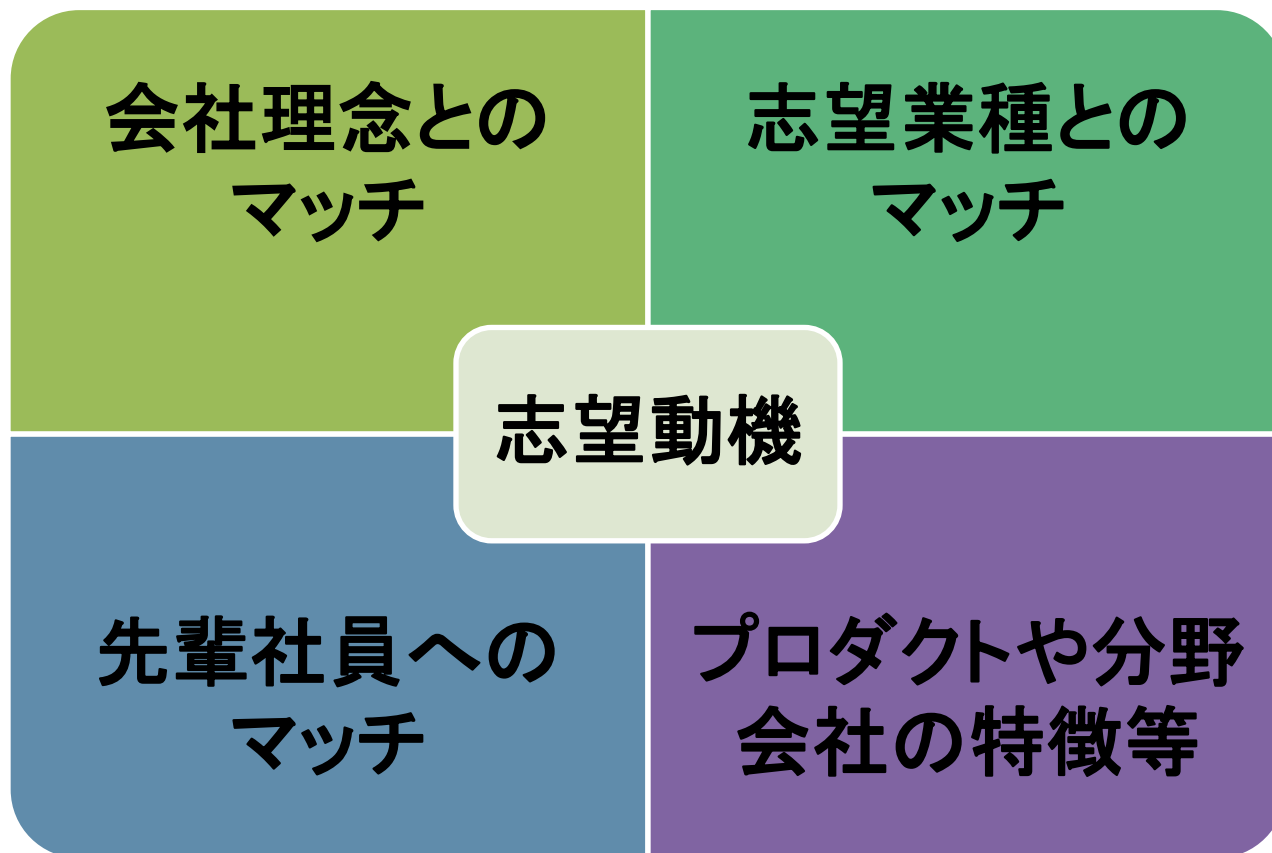 会社理念との
マッチ
志望業種との
マッチ
志望動機
先輩社員への
マッチ
プロダクトや分野
会社の特徴等